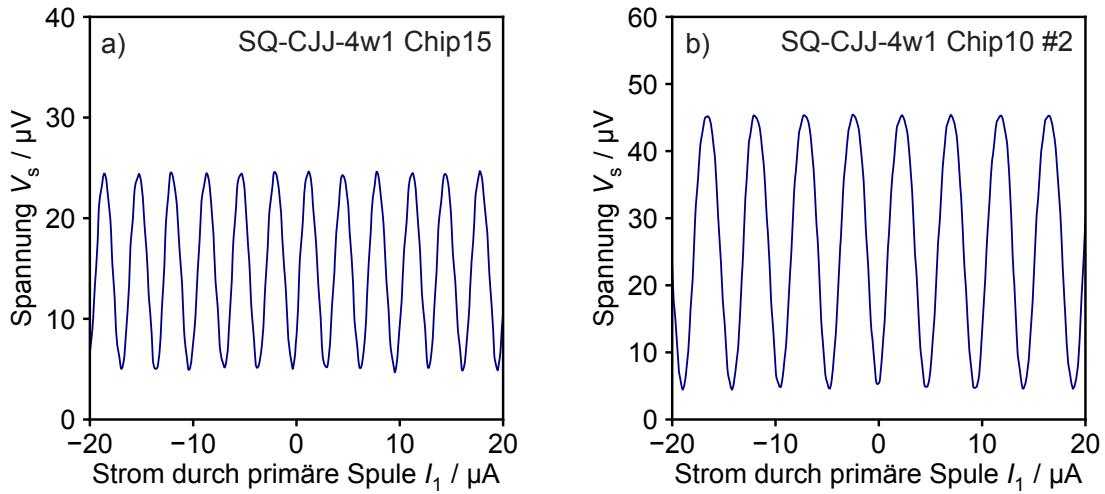 a)
SQ-CJJ-4w1 Chip15
40
30
20
10
0
Spannung Vs / µV
−20
−10
0
10
20
Strom durch primäre Spule I1 / µA
b)
SQ-CJJ-4w1 Chip10 #2
60
50
40
30
20
10
0
Spannung Vs / µV
−20
−10
0
10
20
Strom durch primäre Spule I1 / µA